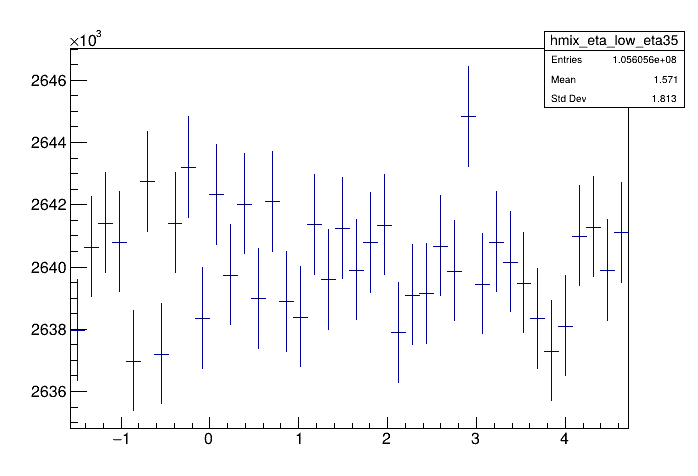 ×10³
hmix_eta_low_eta35
Entries 1.056056e+08
Mean 1.571
Std Dev 1.813
2646
2644
2642
2640
2638
2636
−1 0 1 2 3 4